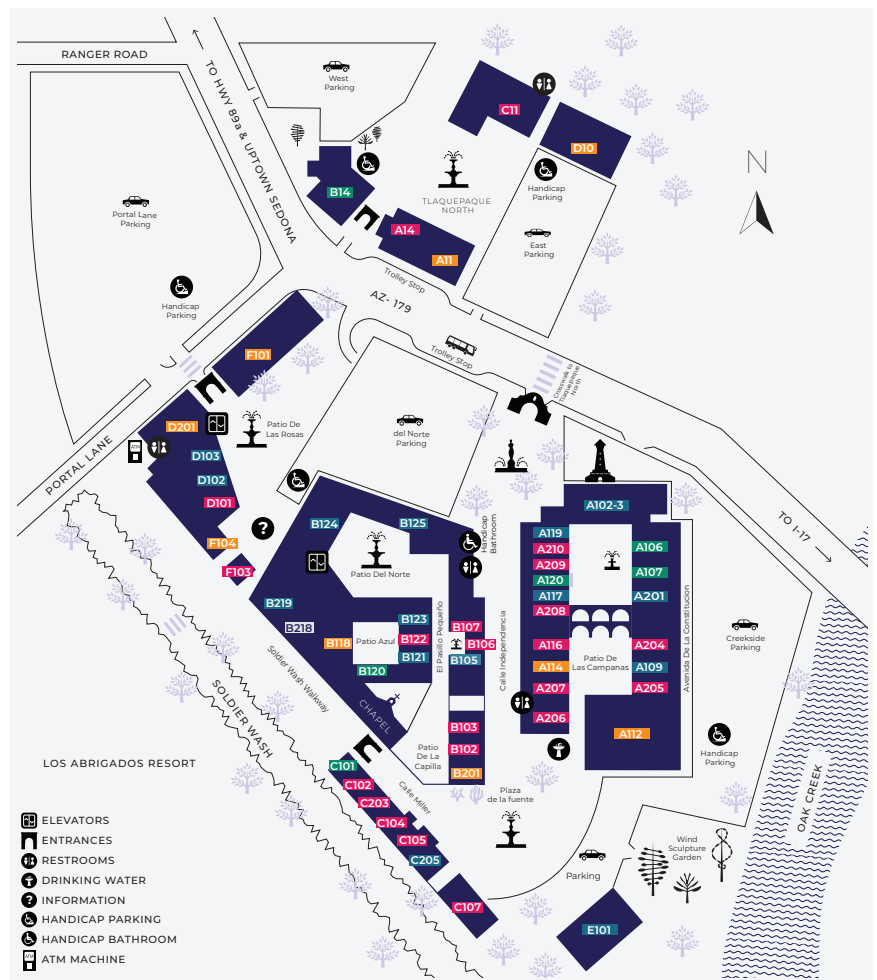 RANGER ROAD
TO HWY 89a & UPTOWN SEDONA
West
Parking
C11
D10
N
B14
Handicap
Parking
TLAQUEPAQUE
NORTH
Portal Lane
Parking
A14
East
Parking
A11
Trolley Stop
Handicap
Parking
AZ- 179
Trolley Stop
F101
Crosswalk to
Tlaquepaque
North
D201
Patio De
Las Rosas
del Norte
Parking
ATM
D103
PORTAL LANE
D102
D101
A102-3
B124
B125
TO I-17
F104
Handicap
Bathroom
A119
A210
A106
F103
Patio Del Norte
A209
A120
A107
A117
A201
B219
A208
B123
B218
B107
B118
Patio Azul
B122
B106
A116
A204
Creekside
Parking
B121
B105
A114
Patio De
Las Campanas
A109
B120
El Pasillo Pequeño
Calle Independencia
Avenida De La Constitucion
A207
A205
Soldier Wash Walkway
CHAPEL
A206
B103
A112
SOLDIER WASH
B102
Patio
De La
Capilla
Handicap
Parking
LOS ABRIGADOS RESORT
C101
B201
C102
Calle Miller
Plaza
de la fuente
C203
OAK CREEK
C104
C105
Wind
Sculpture
Garden
C205
Parking
C107
E101
ELEVATORS
ENTRANCES
RESTROOMS
DRINKING WATER
?
INFORMATION
HANDICAP PARKING
HANDICAP BATHROOM
ATM
ATM MACHINE